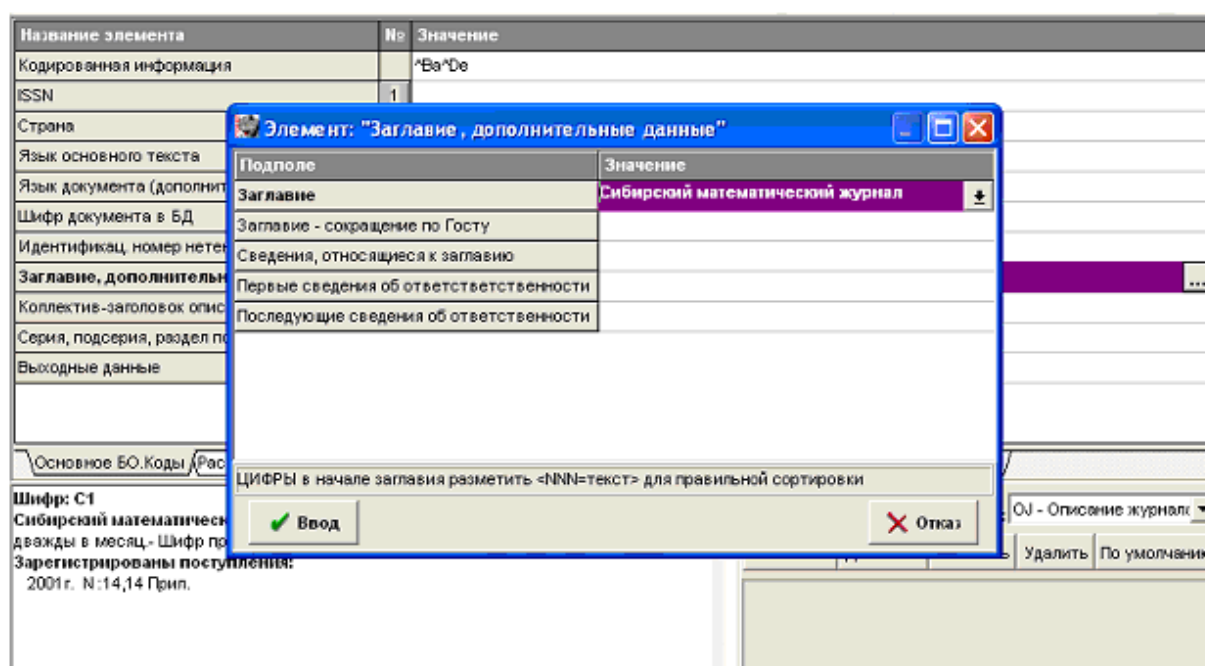 Название элемента № Значение
Кодированная информация ^Ba^De
ISSN 1
Страна
Язык основного текста
Язык документа (дополнит
Шифр документа в БД
Идентификац. номер нетек
Заглавие, дополнительн ...
Коллектив-заголовок опис
Серия, подсерия, раздел по
Выходные данные
Элемент: "Заглавие, дополнительные данные"
Подполе Значение
Заглавие Сибирский математический журнал
Заглавие - сокращение по Госту
Сведения, относящиеся к заглавию
Первые сведения об ответстветственности
Последующие сведения об ответственности
ЦИФРЫ в начале заглавия разметить <NNN=текст> для правильной сортировки
Ввод Отказ
Основное БО.Коды Рас
Шифр: С1
Сибирский математическ
дважды в месяц.- Шифр пр
Зарегистрированы поступления:
2001г. N:14,14 Прил.
OJ - Описание журнало
ь Удалить По умолчани